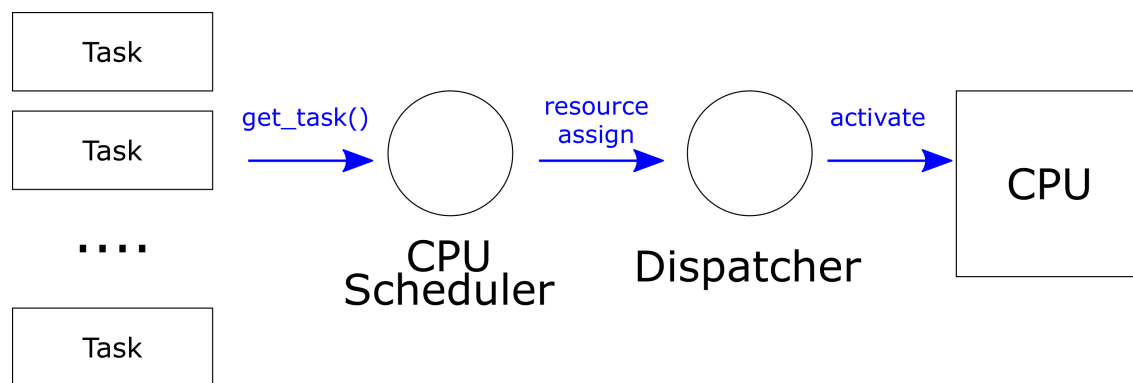 Task
Task
....
Task
get_task()
CPU
Scheduler
resource
assign
Dispatcher
activate
CPU